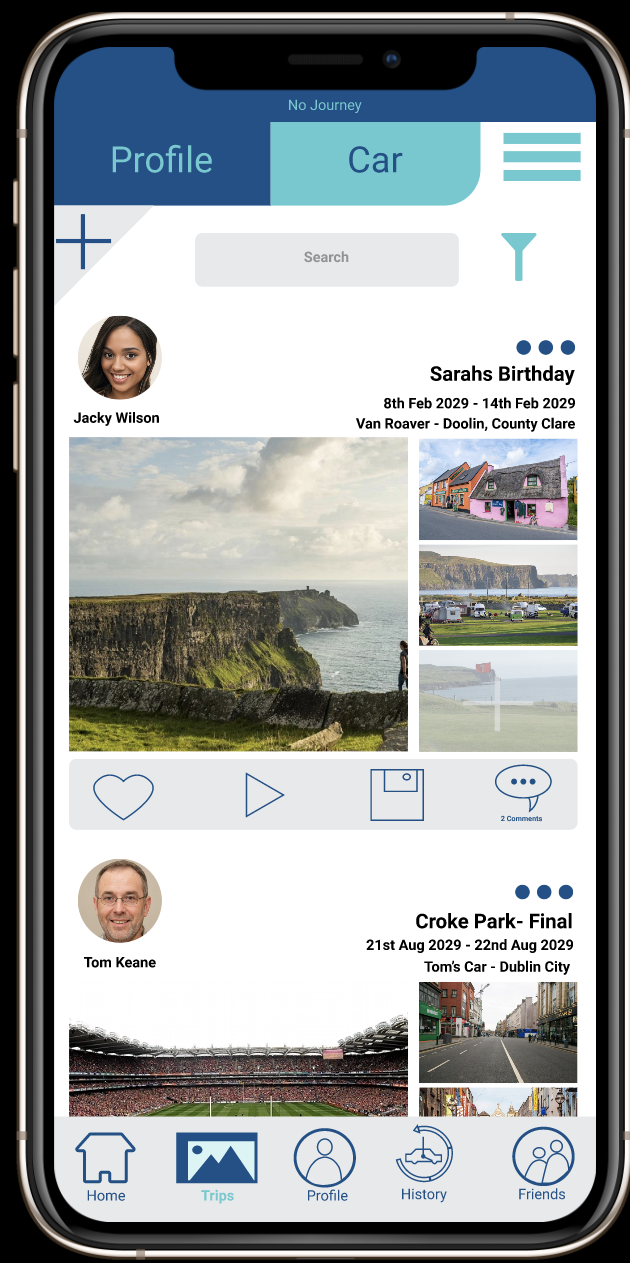 No Journey
Profile
Car
Search
Sarahs Birthday
8th Feb 2029 - 14th Feb 2029
Jacky Wilson
Van Roaver - Doolin, County Clare
2 Comments
Croke Park- Final
21st Aug 2029 - 22nd Aug 2029
Tom Keane
Tom's Car - Dublin City
Home
Trips
Profile
History
Friends